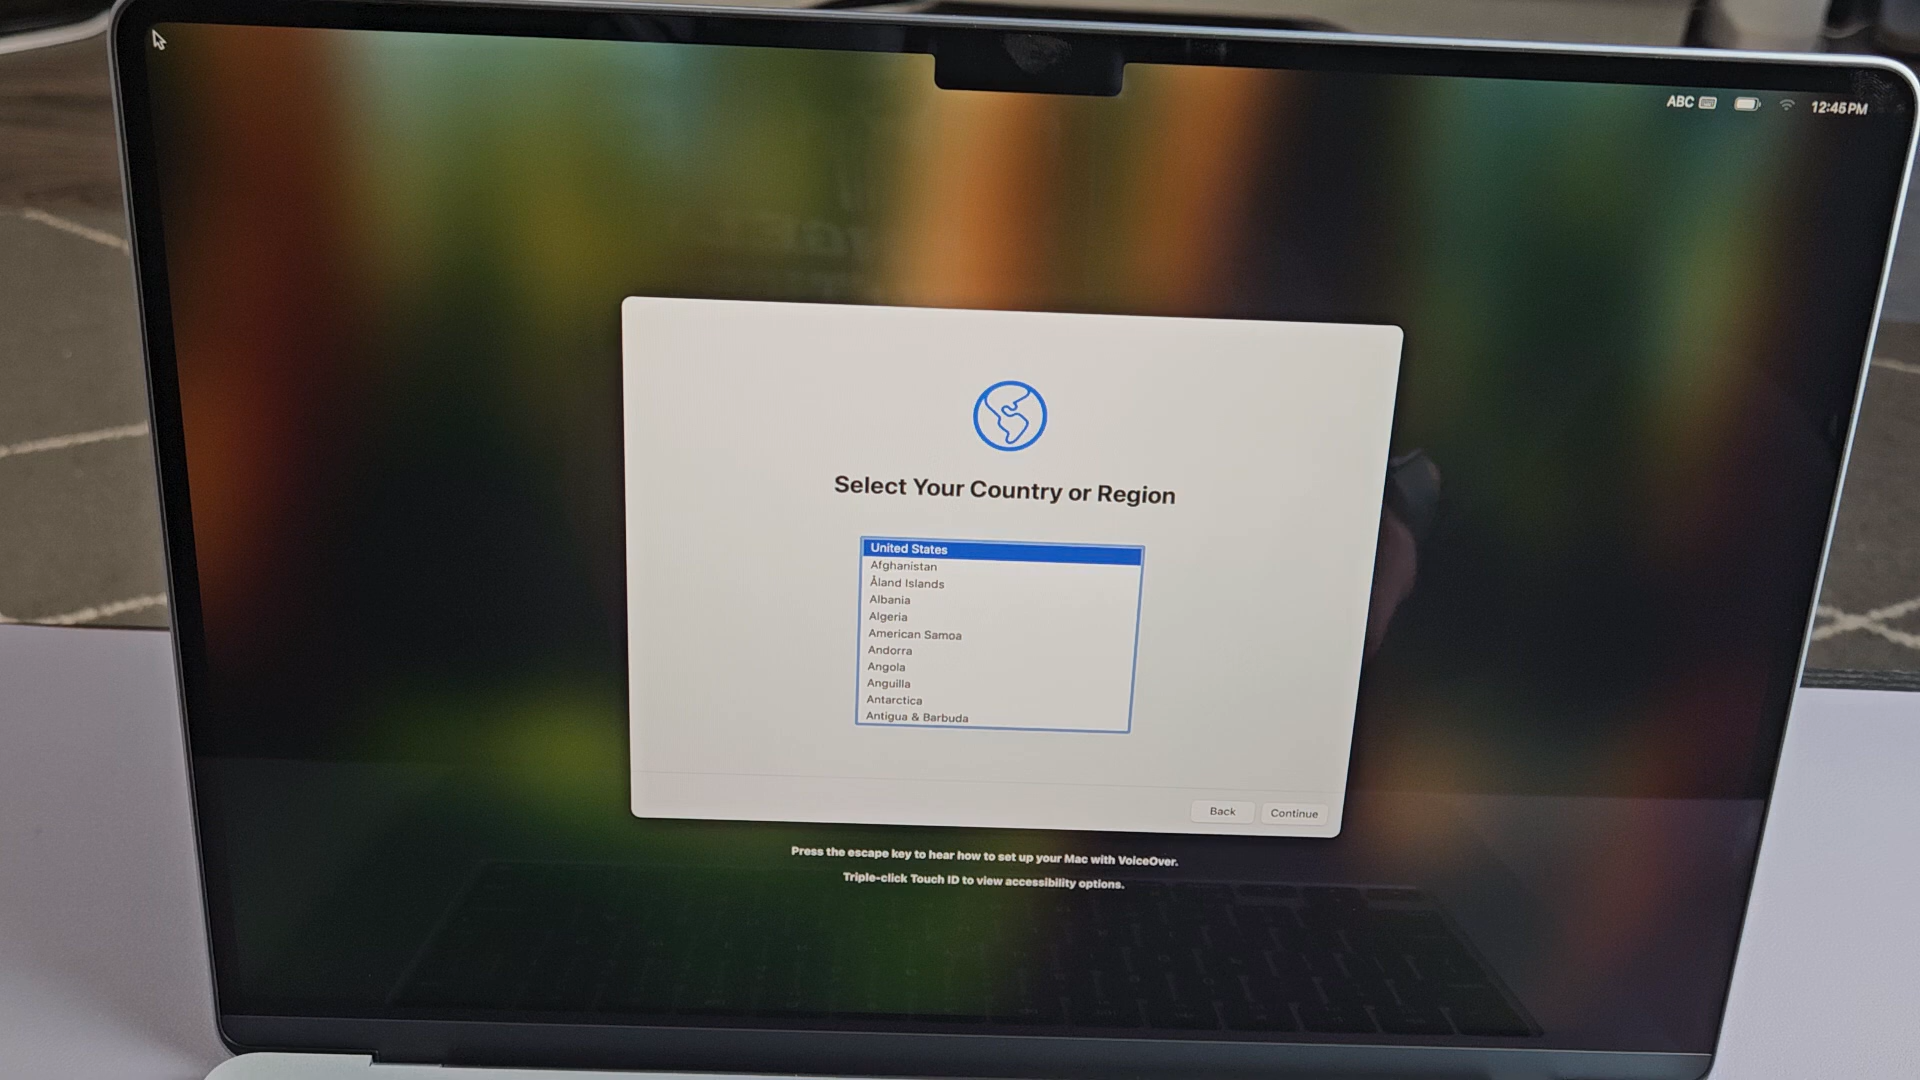 ABC 12:45 PM
Select Your Country or Region
United States
Afghanistan
Åland Islands
Albania
Algeria
American Samoa
Andorra
Angola
Anguilla
Antarctica
Antigua & Barbuda
Back Continue
Press the escape key to hear how to set up your Mac with VoiceOver.
Triple-click Touch ID to view accessibility options.